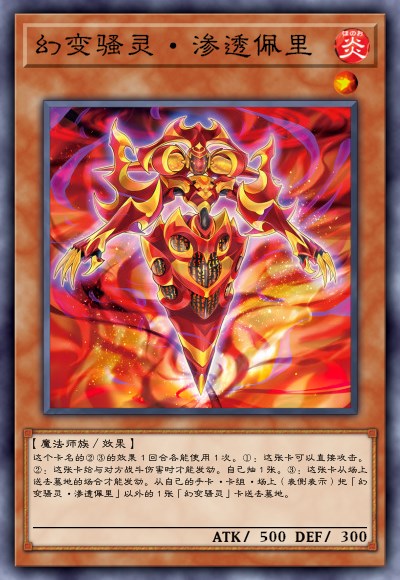 幻变骚灵・渗透佩里
ほのお
炎
【魔法师族／效果】
这个卡名的②③的效果1回合各能使用1次。①：这张卡可以直接攻击。
②：这张卡给与对方战斗伤害时才能发动。自己抽1张。③：这张卡从场上
送去墓地的场合才能发动。从自己的手卡・卡组・场上（表侧表示）把「幻
变骚灵・渗透佩里」以外的1张「幻变骚灵」卡送去墓地。
ATK/ 500 DEF/ 300